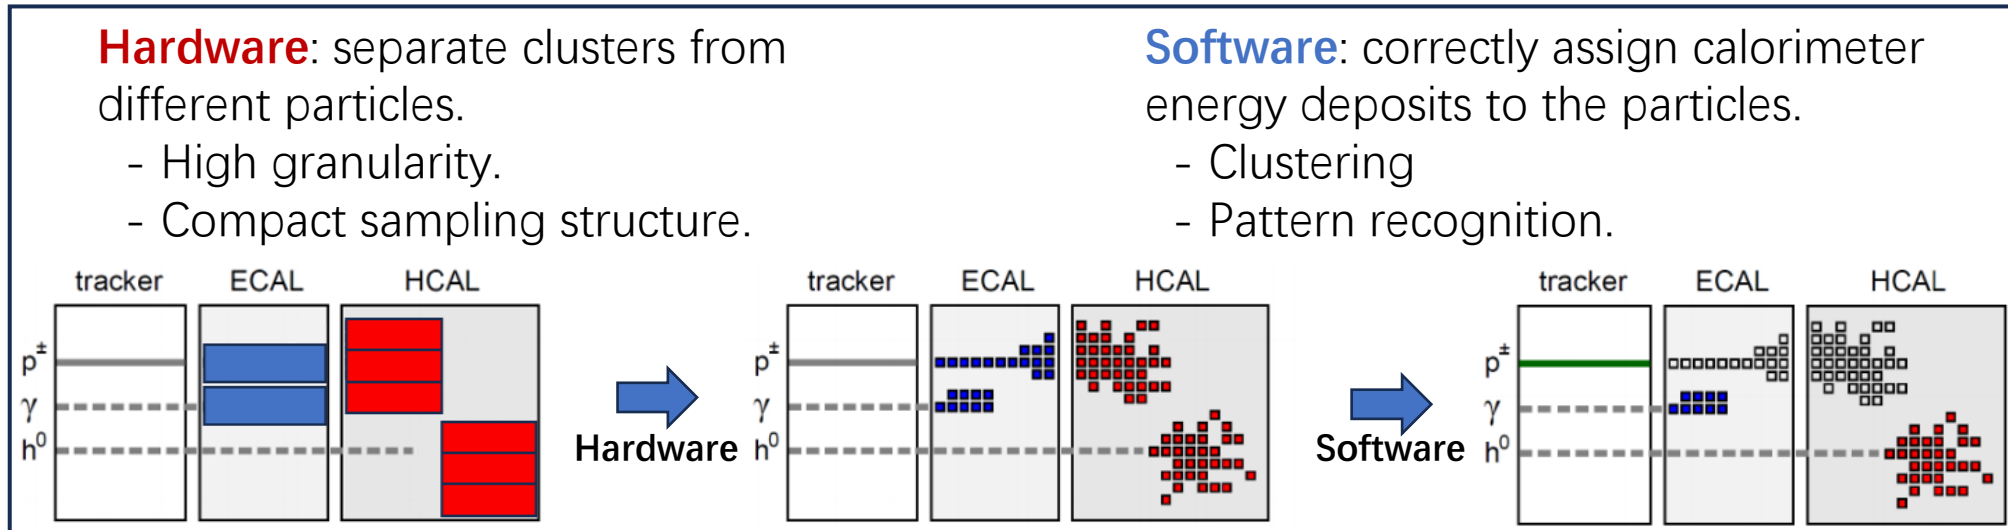 Hardware: separate clusters from
different particles.
- High granularity.
- Compact sampling structure.
Software: correctly assign calorimeter
energy deposits to the particles.
- Clustering
- Pattern recognition.
tracker ECAL HCAL
p±
γ
h⁰
Hardware
tracker ECAL HCAL
p±
γ
h⁰
Software
tracker ECAL HCAL
p±
γ
h⁰